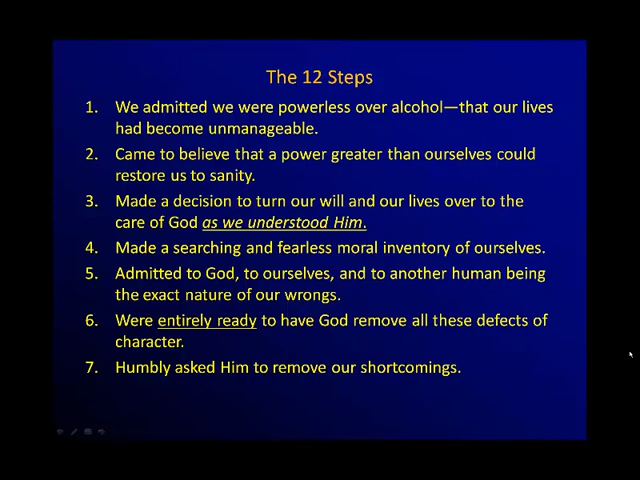 The 12 Steps
1. We admitted we were powerless over alcohol—that our lives
had become unmanageable.
2. Came to believe that a power greater than ourselves could
restore us to sanity.
3. Made a decision to turn our will and our lives over to the
care of God as we understood Him.
4. Made a searching and fearless moral inventory of ourselves.
5. Admitted to God, to ourselves, and to another human being
the exact nature of our wrongs.
6. Were entirely ready to have God remove all these defects of
character.
7. Humbly asked Him to remove our shortcomings.